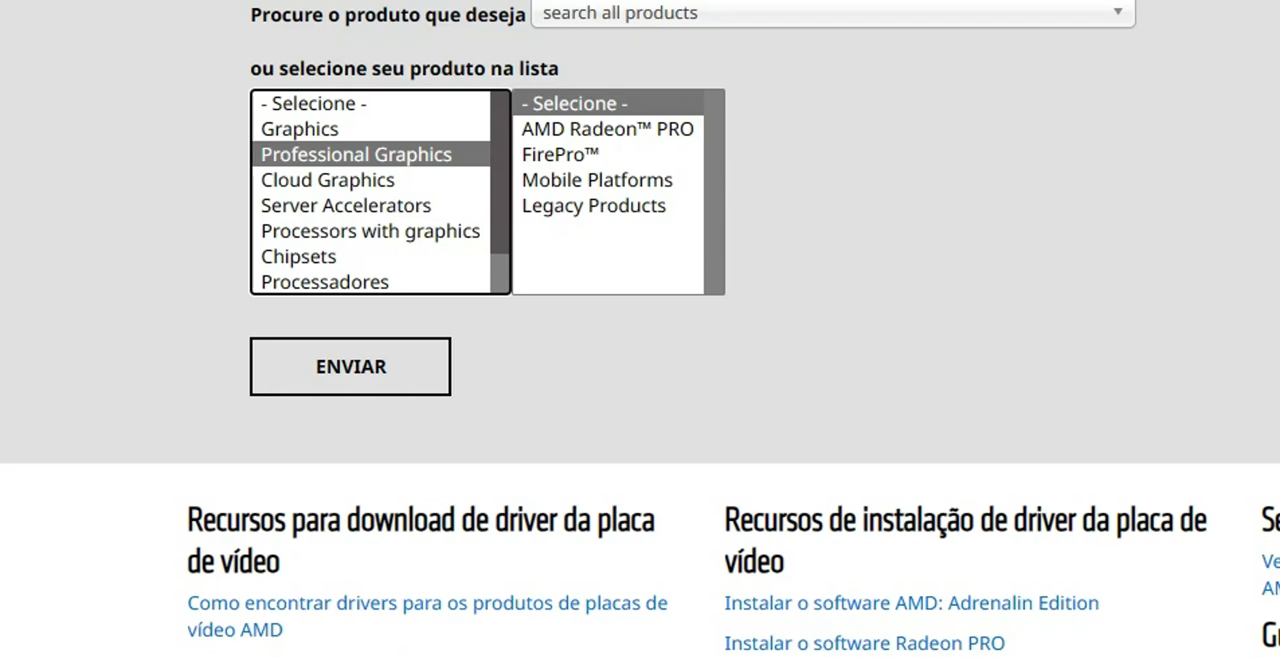 Procure o produto que deseja
search all products
ou selecione seu produto na lista
- Selecione -
Graphics
Professional Graphics
Cloud Graphics
Server Accelerators
Processors with graphics
Chipsets
Processadores
- Selecione -
AMD Radeon™ PRO
FirePro™
Mobile Platforms
Legacy Products
ENVIAR
Recursos para download de driver da placa
de vídeo
Como encontrar drivers para os produtos de placas de
vídeo AMD
Recursos de instalação de driver da placa de
vídeo
Instalar o software AMD: Adrenalin Edition
Instalar o software Radeon PRO